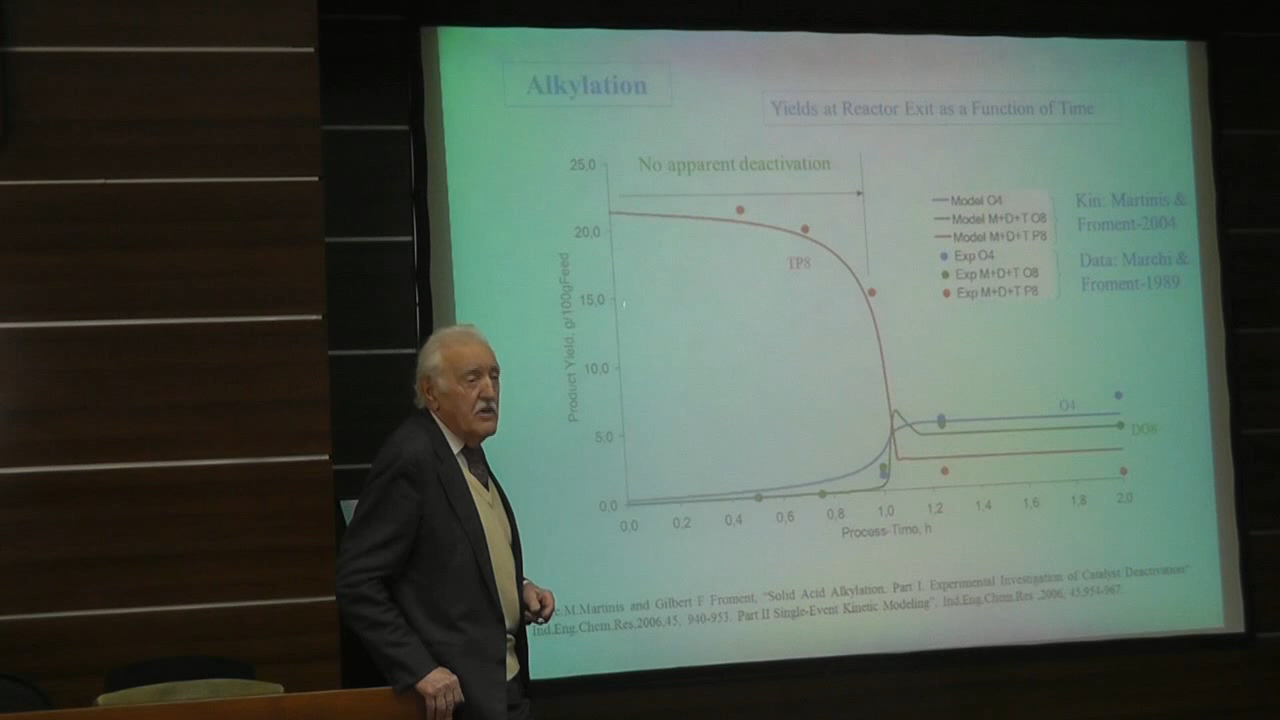 Alkylation
Yields at Reactor Exit as a Function of Time
25,0
No apparent deactivation
20,0
15,0
10,0
5,0
0,0
Product Yield, g/100gFeed
TP8
Model O4
Model M+D+T O8
Model M+D+T P8
Exp O4
Exp M+D+T O8
Exp M+D+T P8
Kin: Martinis &
Froment-2004
Data: Marchi &
Froment-1989
O4
DO8
0,0 0,2 0,4 0,6 0,8 1,0 1,2 1,4 1,6 1,8 2,0
Process-Time, h
M.Martinis and Gilbert F Froment, "Solid Acid Alkylation. Part I. Experimental Investigation of Catalyst Deactivation"
Ind.Eng.Chem.Res.2006,45, 940-953. Part II Single-Event Kinetic Modeling", Ind.Eng.Chem.Res ,2006, 45,954-967.